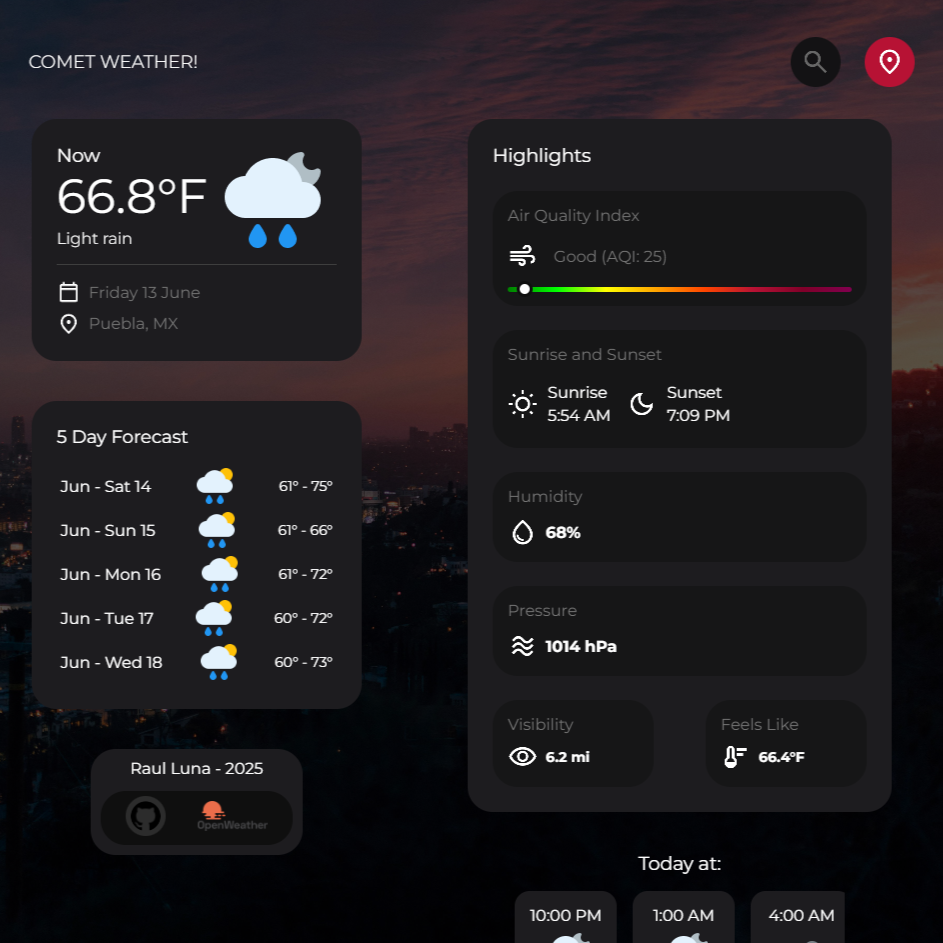 COMET WEATHER!
Now
66.8°F
Light rain
Friday 13 June
Puebla, MX
5 Day Forecast
Jun - Sat 14 61° - 75°
Jun - Sun 15 61° - 66°
Jun - Mon 16 61° - 72°
Jun - Tue 17 60° - 72°
Jun - Wed 18 60° - 73°
Raul Luna - 2025
OpenWeather
Highlights
Air Quality Index
Good (AQI: 25)
Sunrise and Sunset
Sunrise Sunset
5:54 AM 7:09 PM
Humidity
68%
Pressure
1014 hPa
Visibility Feels Like
6.2 mi 66.4°F
Today at:
10:00 PM 1:00 AM 4:00 AM